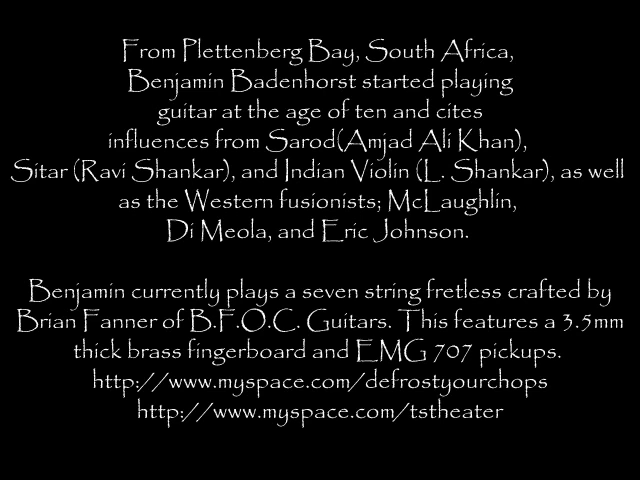 From Plettenberg Bay, South Africa,
Benjamin Badenhorst started playing
guitar at the age of ten and cites
influences from Sarod(Amjad Ali Khan),
Sitar (Ravi Shankar), and Indian Violin (L. Shankar), as well
as the Western fusionists; McLaughlin,
Di Meola, and Eric Johnson.
Benjamin currently plays a seven string fretless crafted by
Brian Fanner of B.F.O.C. Guitars. This features a 3.5mm
thick brass fingerboard and EMG 707 pickups.
http://www.myspace.com/defrostyourchops
http://www.myspace.com/tstheater